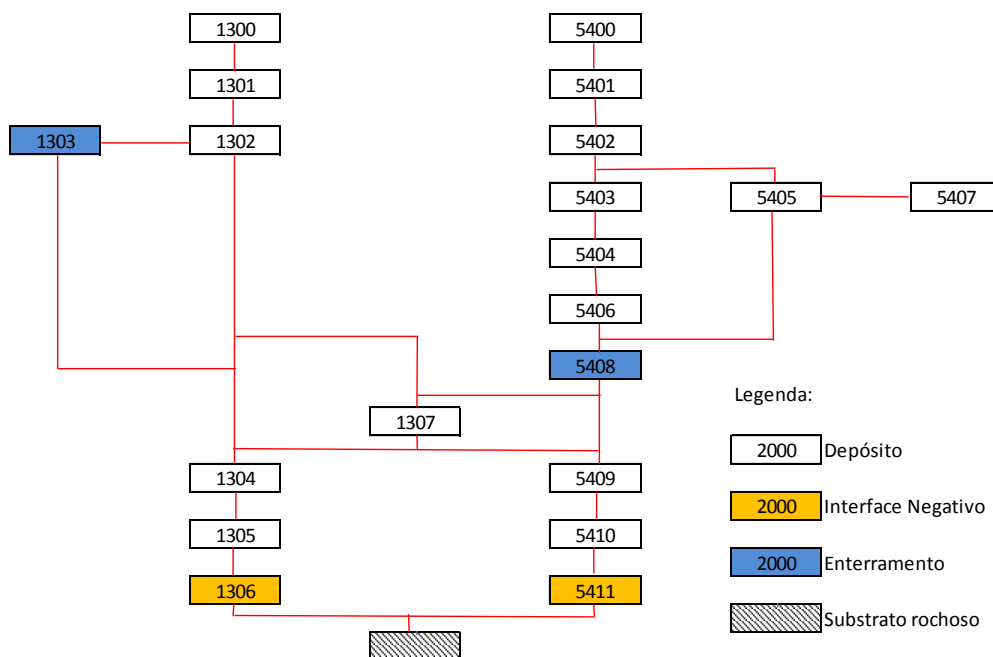 1300 5400
1301 5401
1303 1302 5402
5403 5405 5407
5404
5406
5408
Legenda:
1307
2000 Depósito
1304 5409
2000 Interface Negativo
1305 5410
2000 Enterramento
1306 5411
Substrato rochoso